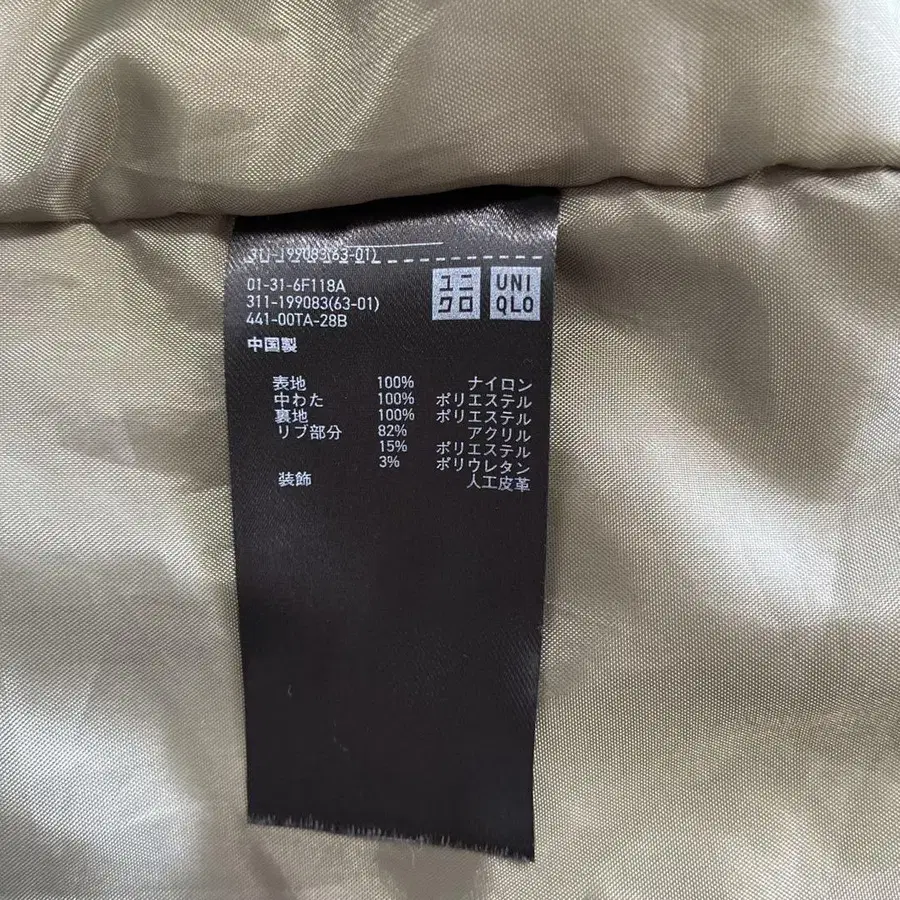 311-199083(63-01)
01-31-6F118A
311-199083(63-01)
441-00TA-28B
ユニ
クロ
UNI
QLO
中国製
表地 100% ナイロン
中わた 100% ポリエステル
裏地 100% ポリエステル
リブ部分 82% アクリル
15% ポリエステル
3% ポリウレタン
装飾 人工皮革